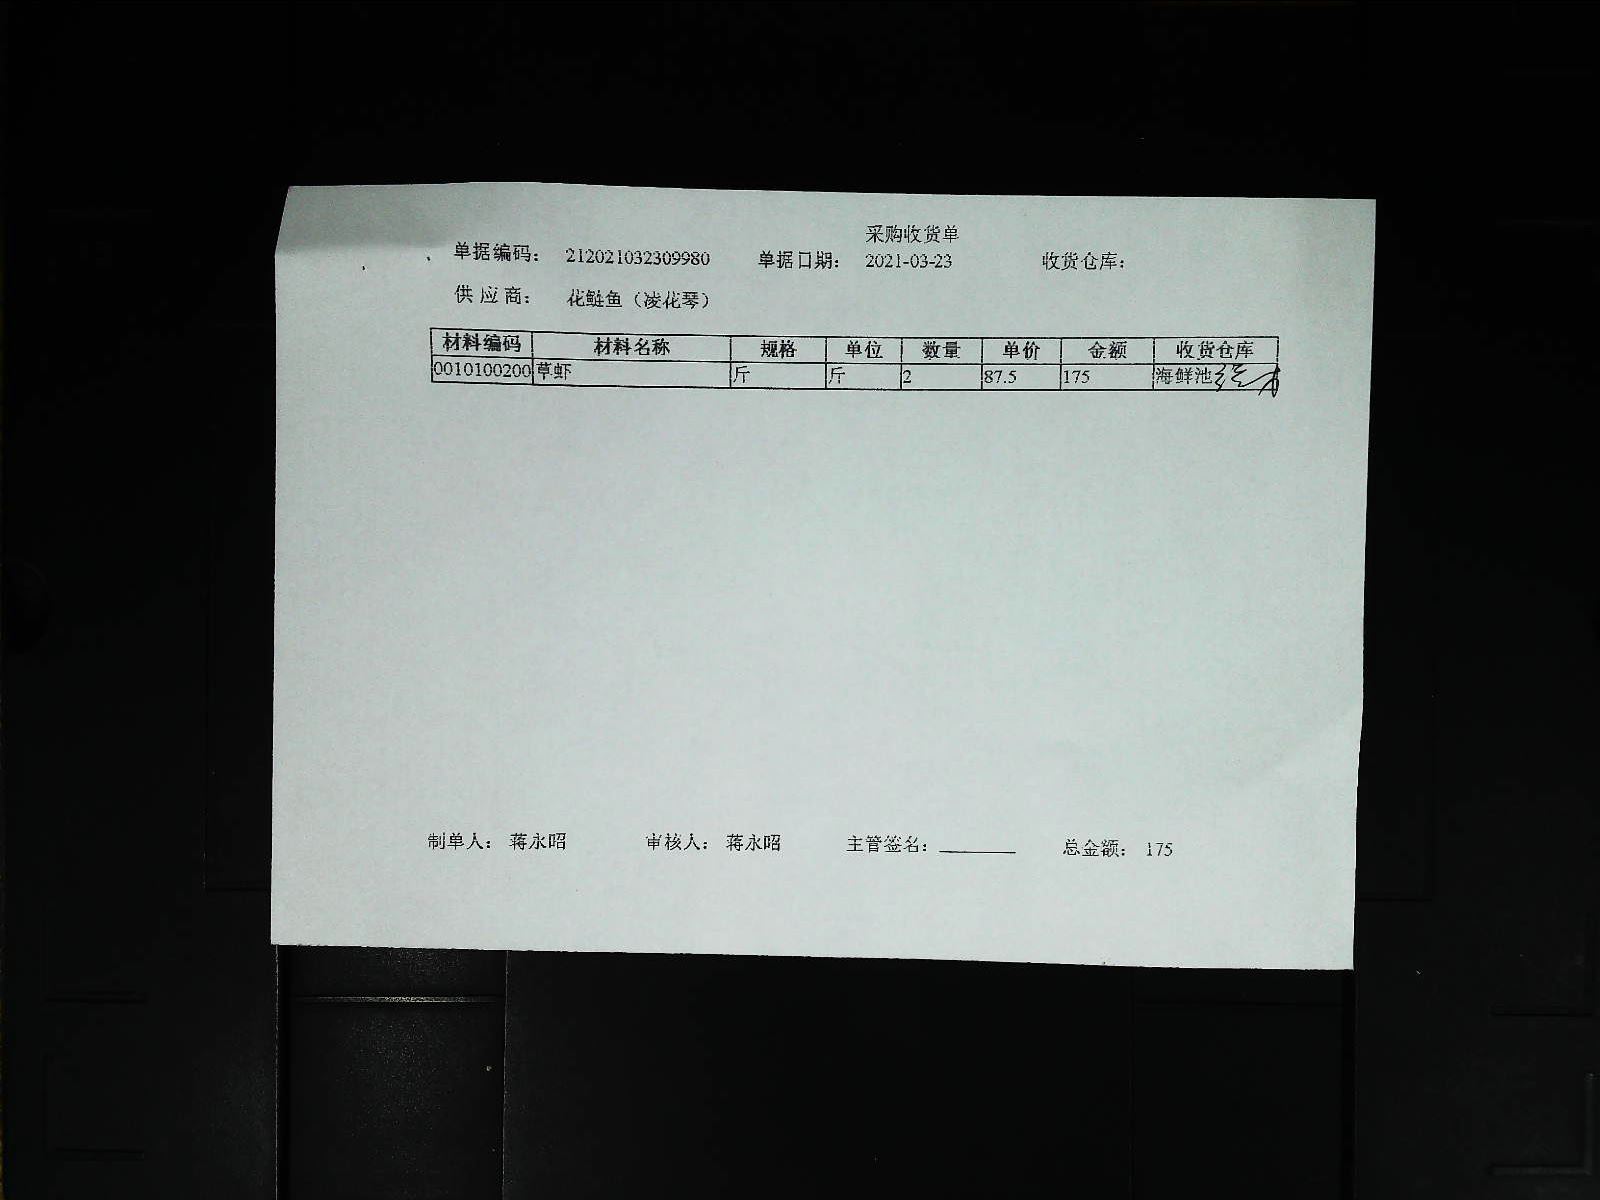 采购收货单
单据编码： 212021032309980 单据日期： 2021-03-23 收货仓库：
供 应 商： 花鲢鱼（凌花琴）
材料编码 材料名称 规格 单位 数量 单价 金额 收货仓库
0010100200 草虾 斤 斤 2 87.5 175 海鲜池
制单人： 蒋永昭 审核人： 蒋永昭 主管签名： 总金额： 175